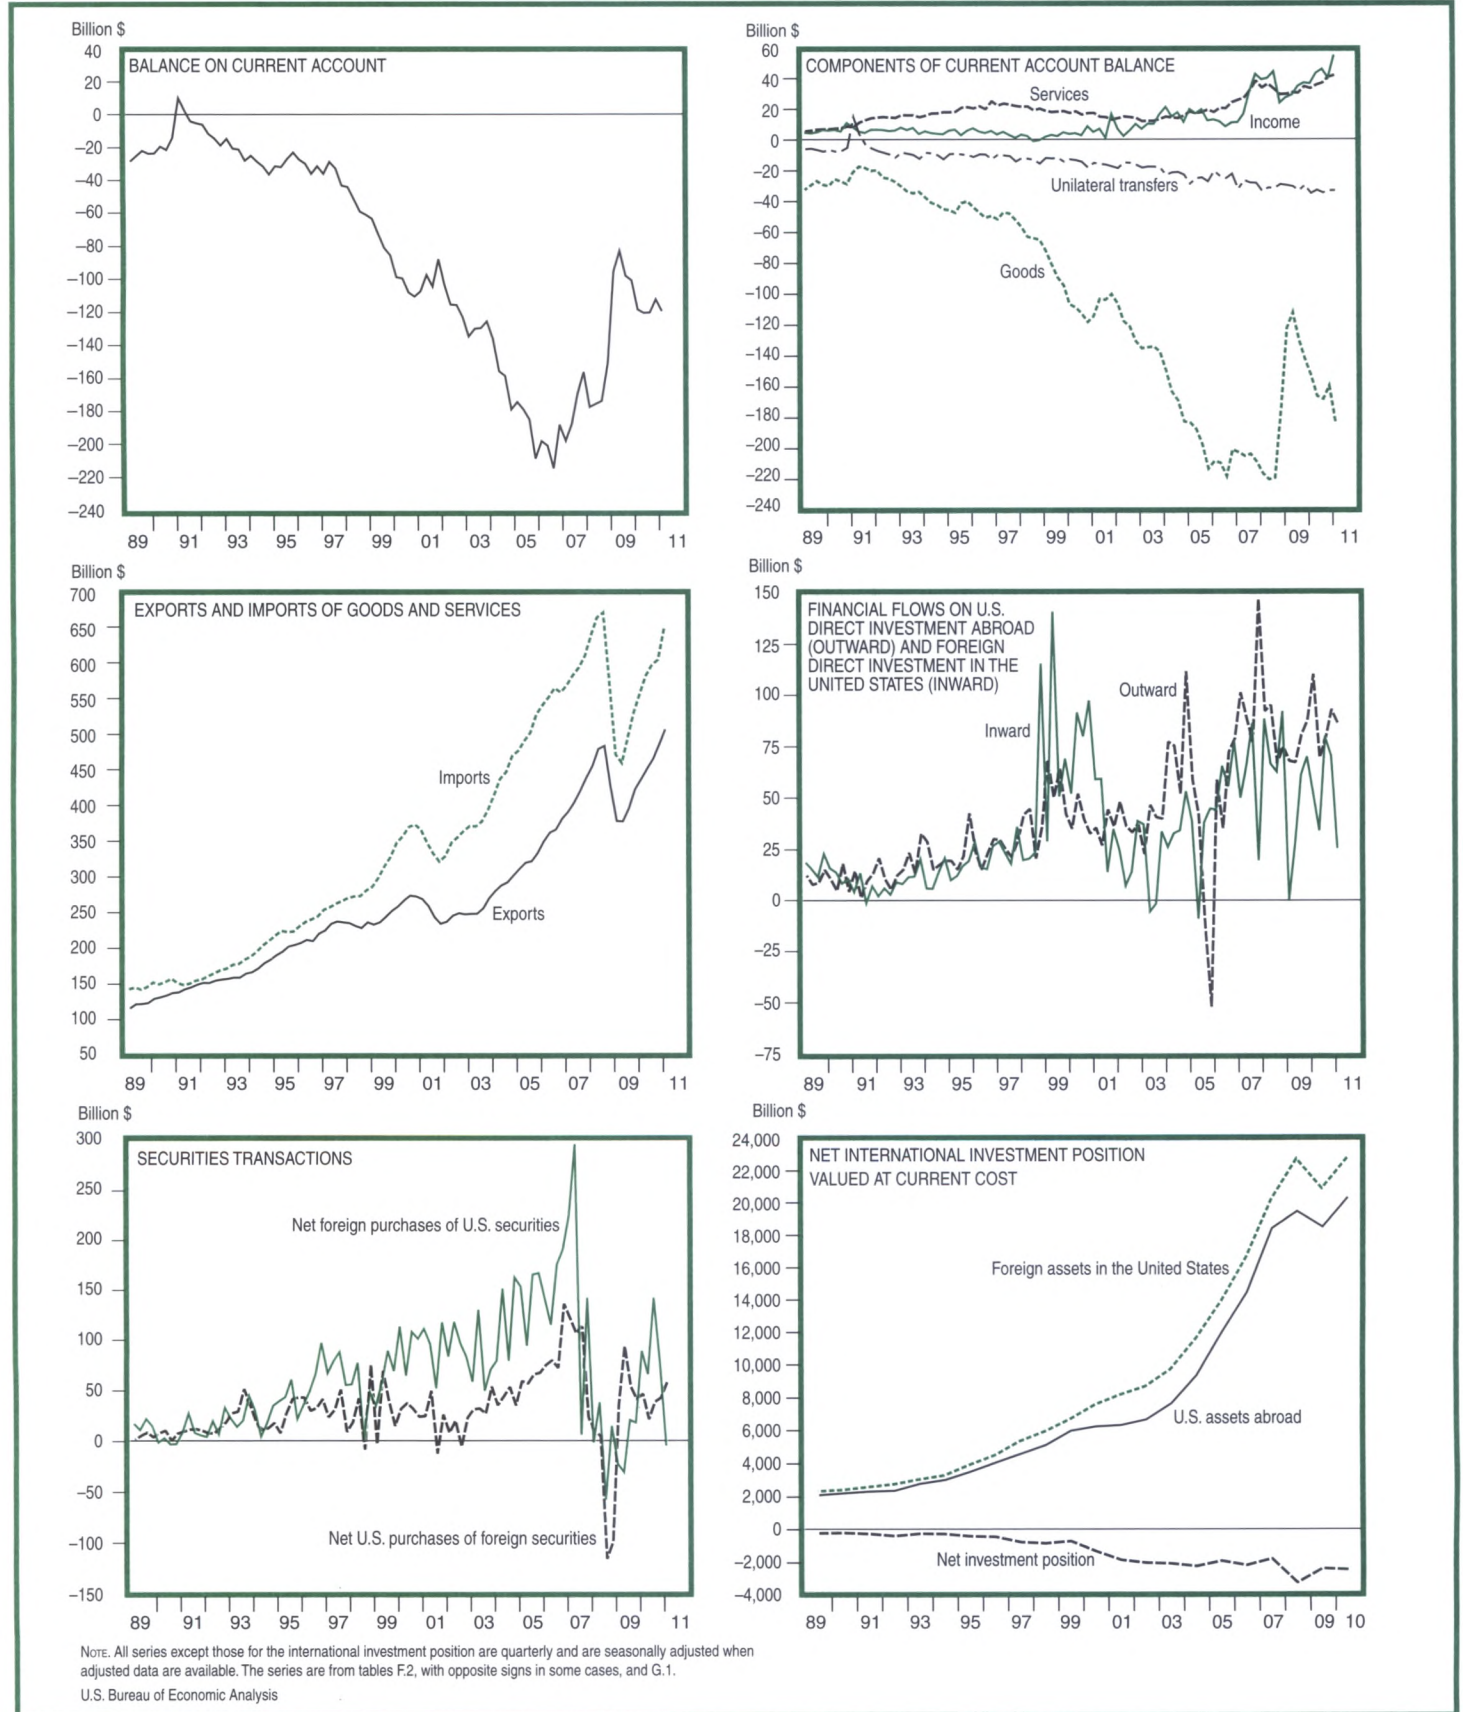 Billion $
BALANCE ON CURRENT ACCOUNT
40
20
0
−20
−40
−60
−80
−100
−120
−140
−160
−180
−200
−220
−240
89 91 93 95 97 99 01 03 05 07 09 11
Billion $
COMPONENTS OF CURRENT ACCOUNT BALANCE
60
40
20
0
−20
−40
−60
−80
−100
−120
−140
−160
−180
−200
−220
−240
Services
Income
Unilateral transfers
Goods
89 91 93 95 97 99 01 03 05 07 09 11
Billion $
EXPORTS AND IMPORTS OF GOODS AND SERVICES
700
650
600
550
500
450
400
350
300
250
200
150
100
50
Imports
Exports
89 91 93 95 97 99 01 03 05 07 09 11
Billion $
FINANCIAL FLOWS ON U.S.
DIRECT INVESTMENT ABROAD
(OUTWARD) AND FOREIGN
DIRECT INVESTMENT IN THE
UNITED STATES (INWARD)
150
125
100
75
50
25
0
−25
−50
−75
Outward
Inward
89 91 93 95 97 99 01 03 05 07 09 11
Billion $
SECURITIES TRANSACTIONS
300
250
200
150
100
50
0
−50
−100
−150
Net foreign purchases of U.S. securities
Net U.S. purchases of foreign securities
89 91 93 95 97 99 01 03 05 07 09 11
Billion $
NET INTERNATIONAL INVESTMENT POSITION
VALUED AT CURRENT COST
24,000
22,000
20,000
18,000
16,000
14,000
12,000
10,000
8,000
6,000
4,000
2,000
0
−2,000
−4,000
Foreign assets in the United States
U.S. assets abroad
Net investment position
89 91 93 95 97 99 01 03 05 07 09 10
NOTE. All series except those for the international investment position are quarterly and are seasonally adjusted when
adjusted data are available. The series are from tables F.2, with opposite signs in some cases, and G.1.
U.S. Bureau of Economic Analysis